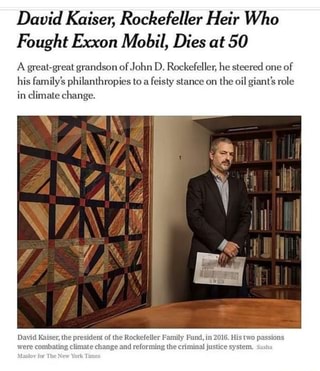 David Kaiser, Rockefeller Heir Who
Fought Exxon Mobil, Dies at 50
A great-great grandson of John D. Rockefeller, he steered one of
his family's philanthropies to a feisty stance on the oil giant's role
in climate change.
David Kaiser, the president of the Rockefeller Family Fund, in 2016. His two passions
were combating climate change and reforming the criminal justice system. Sasha
Maslov for The New York Times